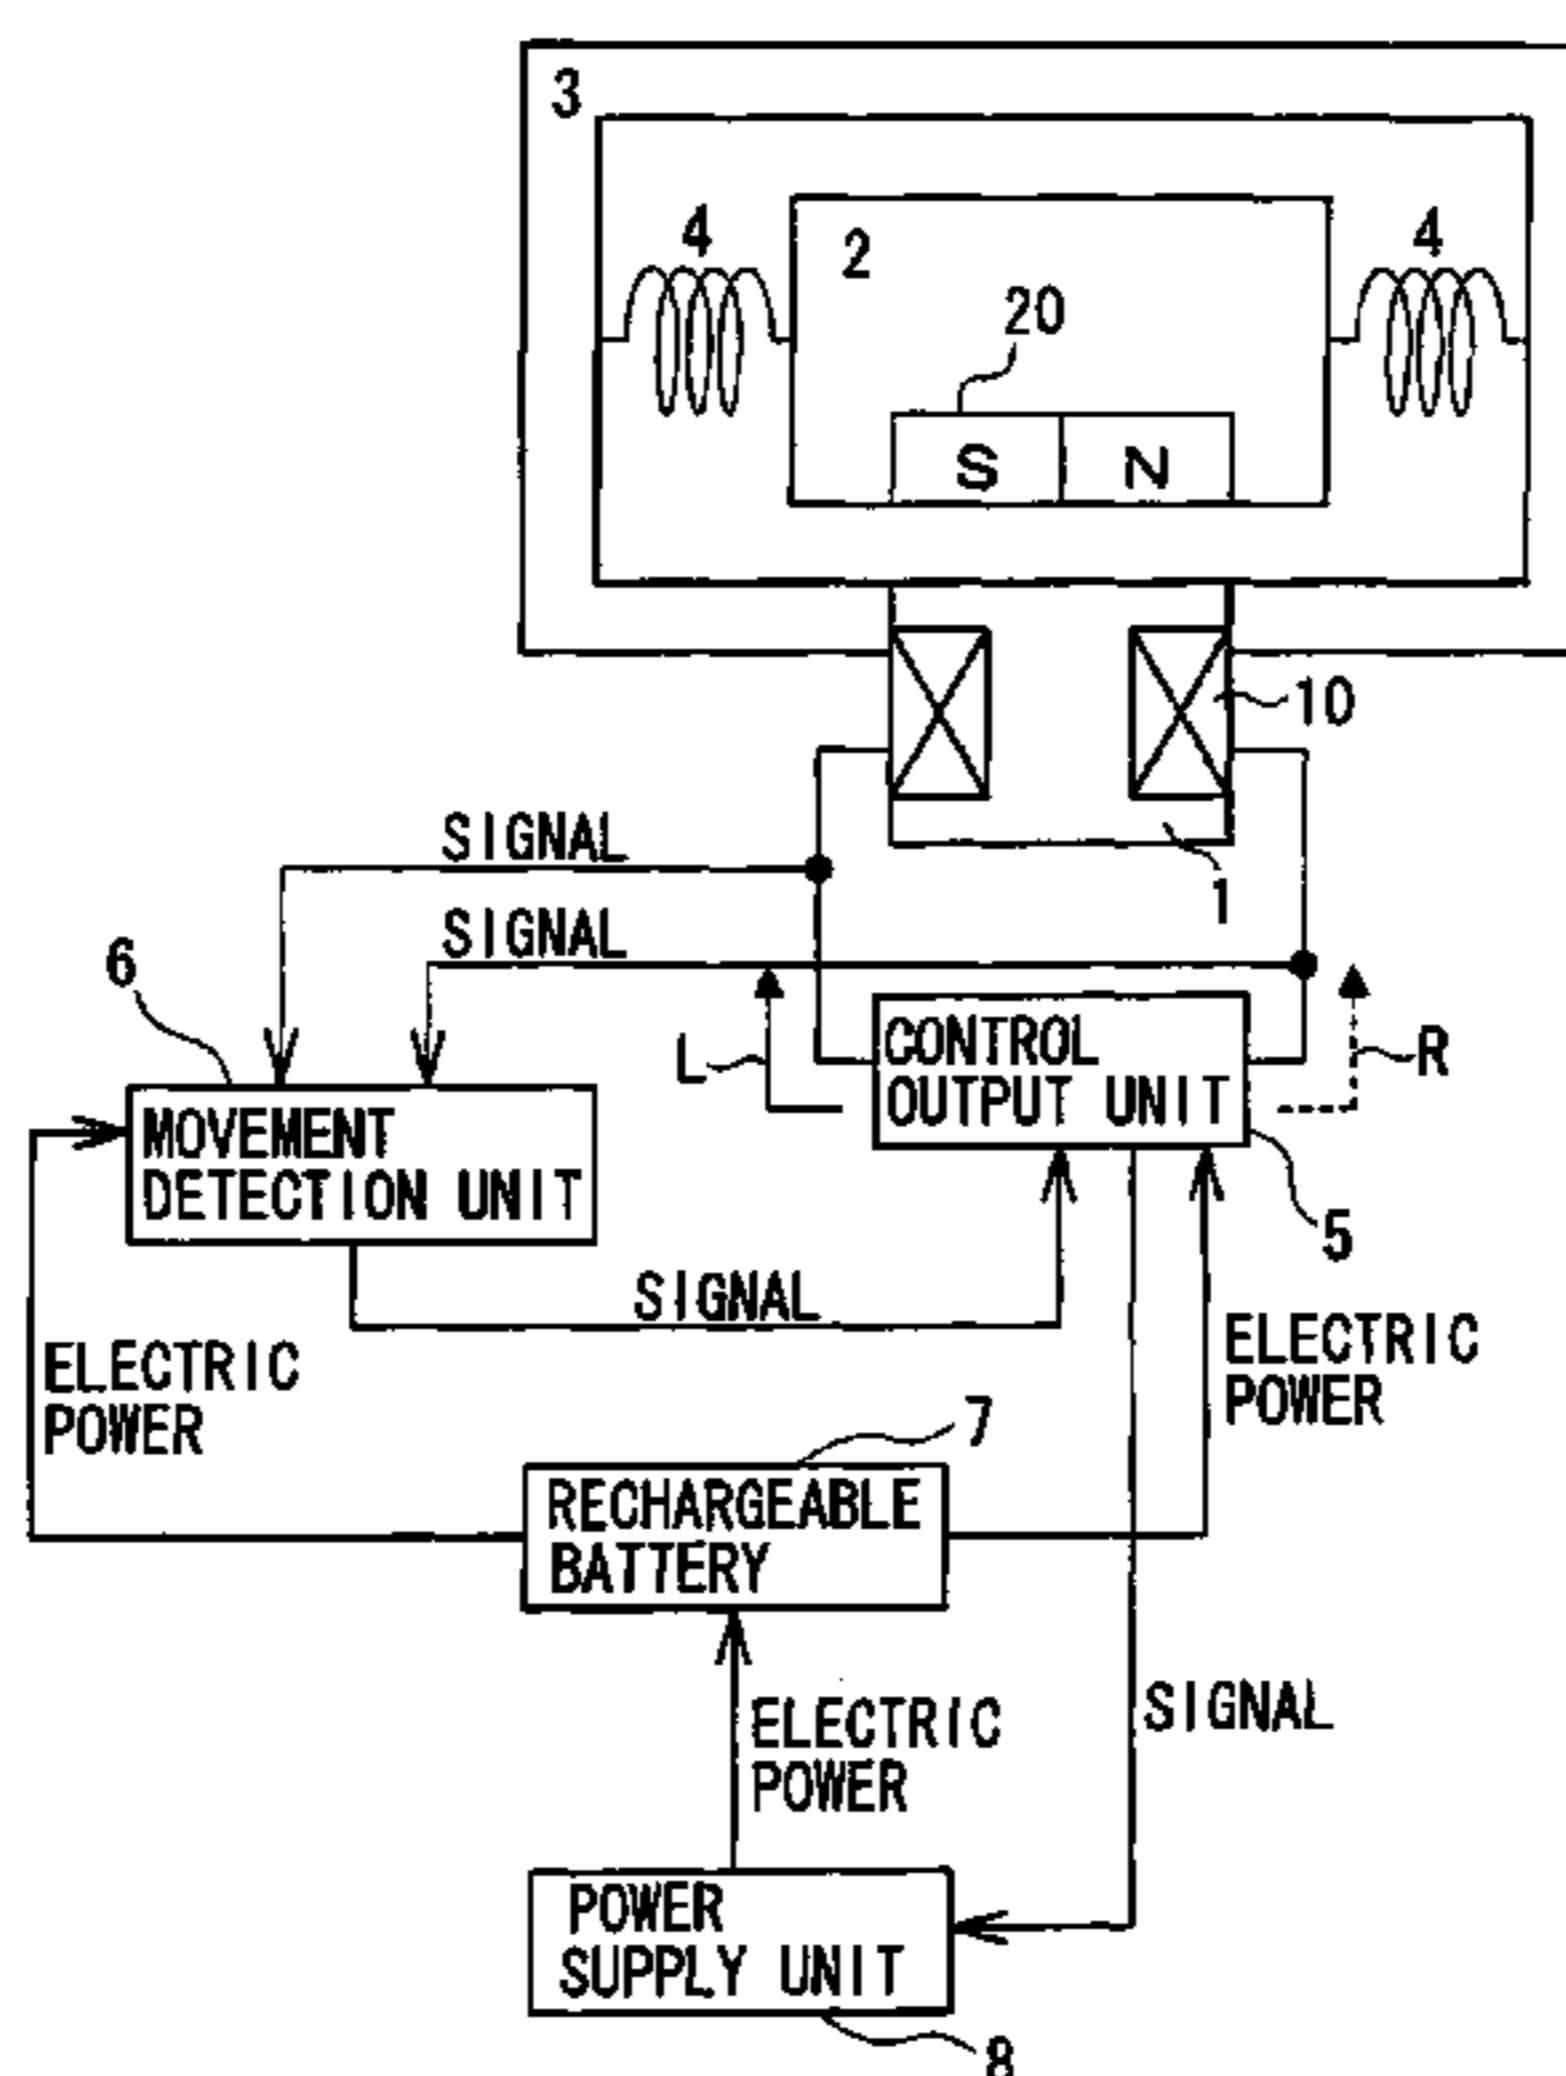 3
4
2
4
20
S
N
10
SIGNAL
1
SIGNAL
6
L
CONTROL
OUTPUT UNIT
R
MOVEMENT
DETECTION UNIT
5
SIGNAL
ELECTRIC
POWER
ELECTRIC
POWER
7
RECHARGEABLE
BATTERY
ELECTRIC
POWER
SIGNAL
POWER
SUPPLY UNIT
8